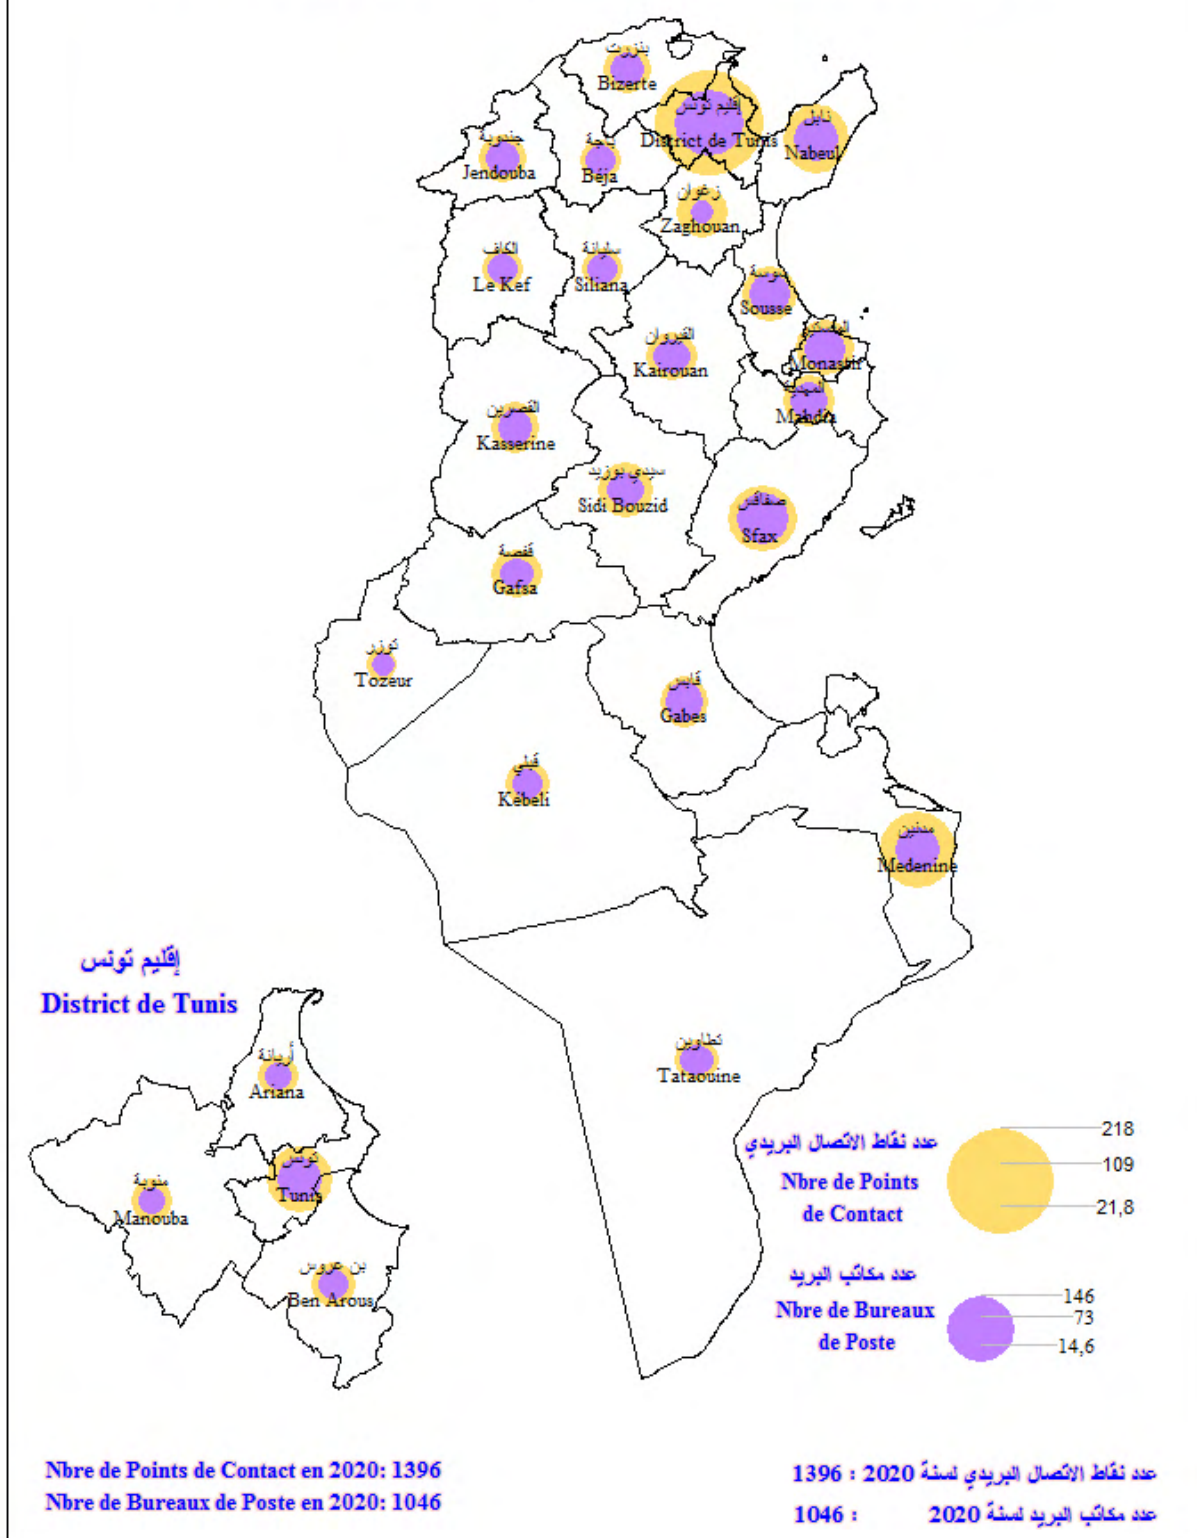 بنزرت
Bizerte
إقليم تونس
District de Tunis
نابل
Nabeul
جندوبة
Jendouba
باجة
Béja
زغوان
Zaghouan
الكاف
Le Kef
سليانة
Siliana
سوسة
Sousse
Monastir
القيروان
Kairouan
المهدية
Mahdia
القصرين
Kasserine
سيدي بوزيد
Sidi Bouzid
صفاقس
Sfax
قفصة
Gafsa
توزر
Tozeur
قابس
Gabes
قبلي
Kébeli
مدنين
Medenine
تطاوين
Tataouine
إقليم تونس
District de Tunis
أريانة
Ariana
تونس
Tunis
منوبة
Manouba
بن عروس
Ben Arous
عدد نقاط الاتصال البريدي
Nbre de Points
de Contact
218
109
21,8
عدد مكاتب البريد
Nbre de Bureaux
de Poste
146
73
14,6
Nbre de Points de Contact en 2020: 1396
Nbre de Bureaux de Poste en 2020: 1046
عدد نقاط الاتصال البريدي لسنة 2020 : 1396
عدد مكاتب البريد لسنة 2020 : 1046